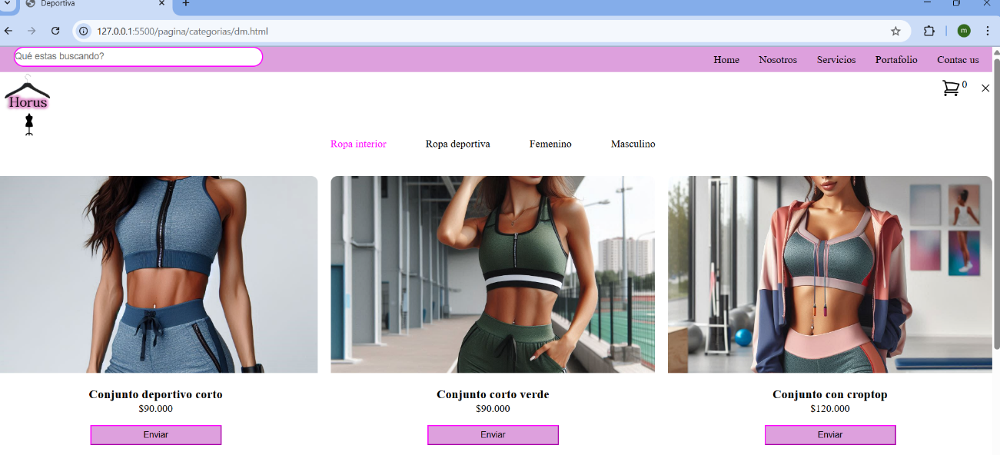 Deportiva
127.0.0.1:5500/pagina/categorias/dm.html
m
Qué estas buscando?
Home Nosotros Servicios Portafolio Contac us
Horus
0
Ropa interior Ropa deportiva Femenino Masculino
Conjunto deportivo corto
$90.000
Enviar
Conjunto corto verde
$90.000
Enviar
Conjunto con croptop
$120.000
Enviar